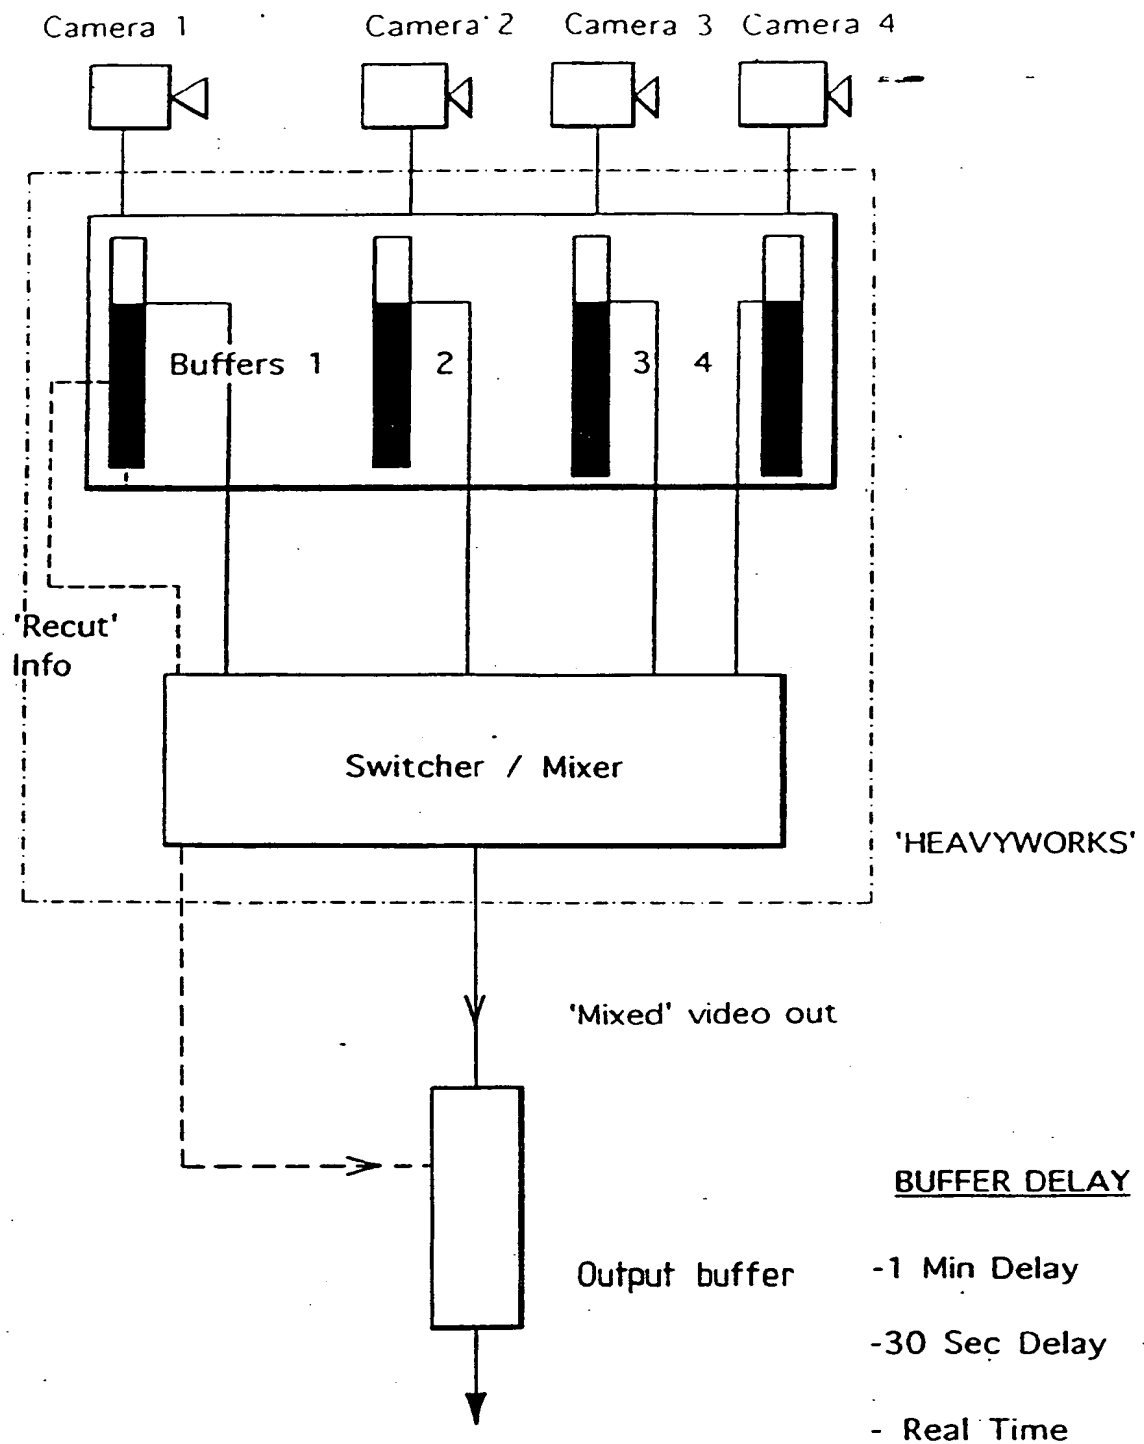 Camera 1
Camera 2
Camera 3
Camera 4
Buffers 1
2
3
4
'Recut'
Info
Switcher / Mixer
'HEAVYWORKS'
'Mixed' video out
BUFFER DELAY
Output buffer
-1 Min Delay
-30 Sec Delay
- Real Time